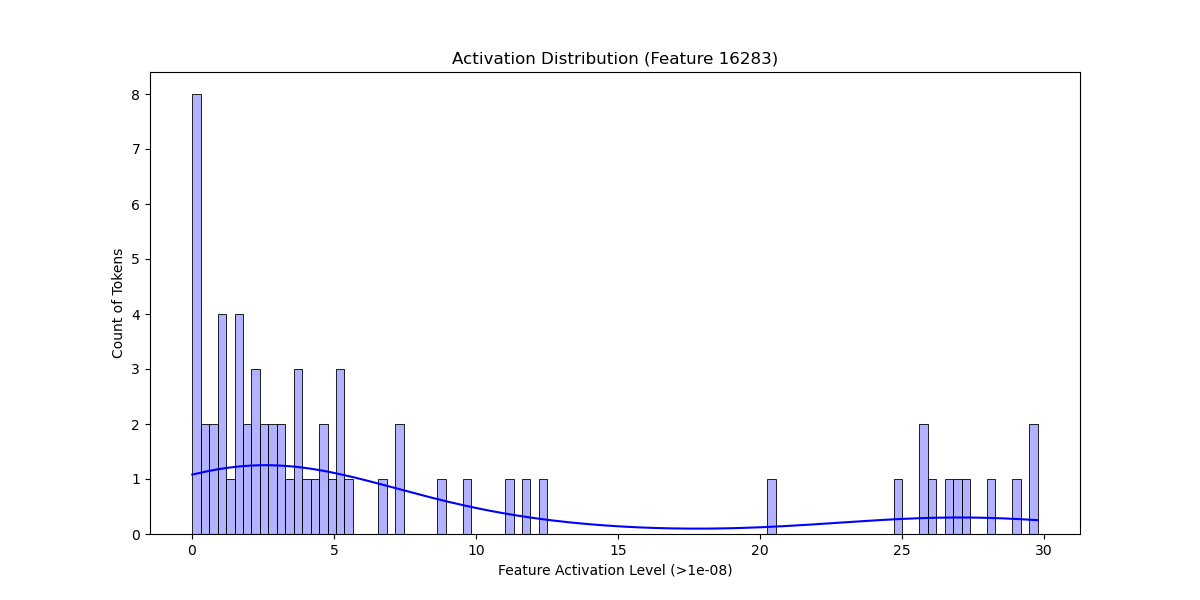 Activation Distribution (Feature 16283)
Count of Tokens
8
7
6
5
4
3
2
1
0
0 5 10 15 20 25 30
Feature Activation Level (>1e-08)